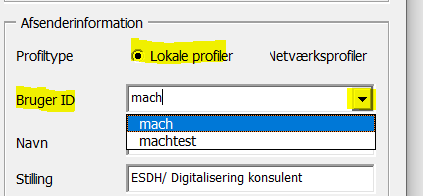 Afsenderinformation
Profiltype Lokale profiler Netværksprofiler
Bruger ID mach
mach
machtest
Navn
Stilling ESDH/ Digitalisering konsulent